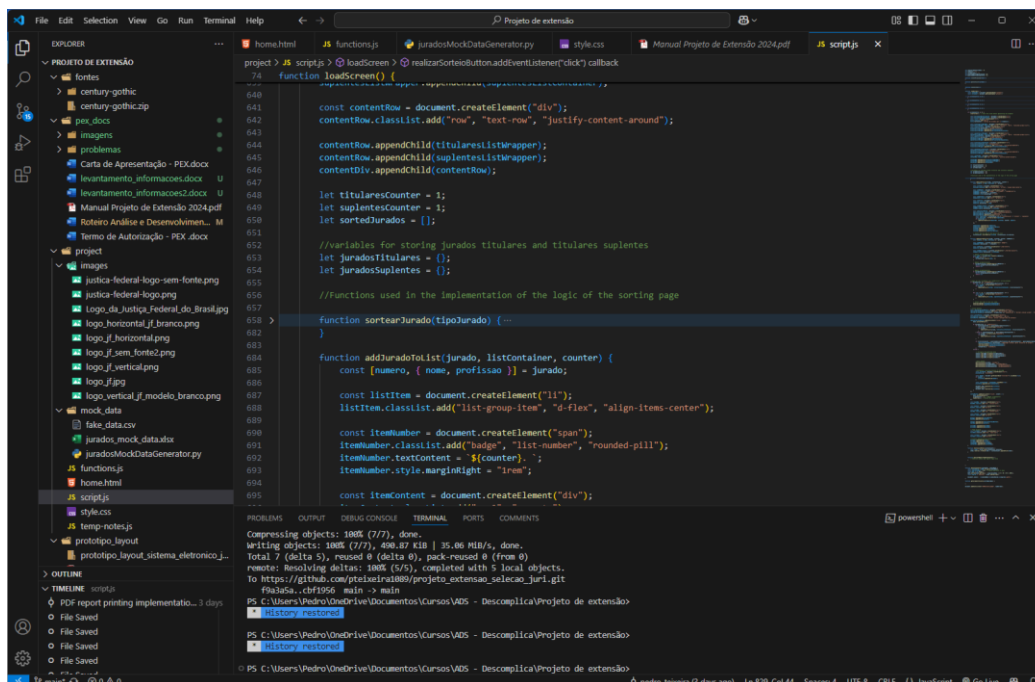 File Edit Selection View Go Run Terminal Help
Projeto de extensão
EXPLORER
home.html
JS functions.js
juradosMockDataGenerator.py
style.css
Manual Projeto de Extensão 2024.pdf
JS script.js
PROJETO DE EXTENSÃO
fontes
century-gothic
century-gothic.zip
pex_docs
imagens
problemas
Carta de Apresentação - PEX.docx
levantamento_informacoes.docx U
levantamento_informacoes2.docx U
Manual Projeto de Extensão 2024.pdf
Roteiro Análise e Desenvolvimen... M
Termo de Autorização - PEX .docx
project
images
justica-federal-logo-sem-fonte.png
justica-federal-logo.png
Logo_da_Justiça_Federal_do_Brasil.jpg
logo_horizontal_jf_branco.png
logo_jf_horizontal.png
logo_jf_sem_fonte2.png
logo_jf_vertical.png
logo_jf.jpg
logo_vertical_jf_modelo_branco.png
mock_data
fake_data.csv
jurados_mock_data.xlsx
juradosMockDataGenerator.py
JS functions.js
home.html
JS script.js
style.css
JS temp-notes.js
prototipo_layout
prototipo_layout_sistema_eletronico_j...
OUTLINE
TIMELINE script.js
PDF report printing implementatio... 3 days
File Saved
File Saved
File Saved
File Saved
project > JS script.js > loadScreen > realizarSorteioButton.addEventListener("click") callback
74 function loadScreen() {
640
641 const contentRow = document.createElement("div");
642 contentRow.classList.add("row", "text-row", "justify-content-around");
643
644 contentRow.appendChild(titularesListWrapper);
645 contentRow.appendChild(suplentesListWrapper);
646 contentDiv.appendChild(contentRow);
647
648 let titularesCounter = 1;
649 let suplentesCounter = 1;
650 let sortedJurados = [];
651
652 //variables for storing jurados titulares and titulares suplentes
653 let juradosTitulares = {};
654 let juradosSuplentes = {};
655
656 //Functions used in the implementation of the logic of the sorting page
657
658 > function sortearJurado(tipoJurado) {...
682 }
683
684 function addJuradoToList(jurado, listContainer, counter) {
685 const [numero, { nome, profissao }] = jurado;
686
687 const listItem = document.createElement("li");
688 listItem.classList.add("list-group-item", "d-flex", "align-items-center");
689
690 const itemNumber = document.createElement("span");
691 itemNumber.classList.add("badge", "list-number", "rounded-pill");
692 itemNumber.textContent = `${counter}. `;
693 itemNumber.style.marginRight = "1rem";
694
695 const itemContent = document.createElement("div");
PROBLEMS OUTPUT DEBUG CONSOLE TERMINAL PORTS COMMENTS
powershell
Compressing objects: 100% (7/7), done.
Writing objects: 100% (7/7), 490.87 KiB | 35.06 MiB/s, done.
Total 7 (delta 5), reused 0 (delta 0), pack-reused 0 (from 0)
remote: Resolving deltas: 100% (5/5), completed with 5 local objects.
To https://github.com/pteixeira1089/projeto_extensao_selecao_juri.git
f9a3a5a..cbf1956 main -> main
PS C:\Users\Pedro\OneDrive\Documentos\Cursos\ADS - Descomplica\Projeto de extensão>
* History restored
PS C:\Users\Pedro\OneDrive\Documentos\Cursos\ADS - Descomplica\Projeto de extensão>
* History restored
PS C:\Users\Pedro\OneDrive\Documentos\Cursos\ADS - Descomplica\Projeto de extensão>